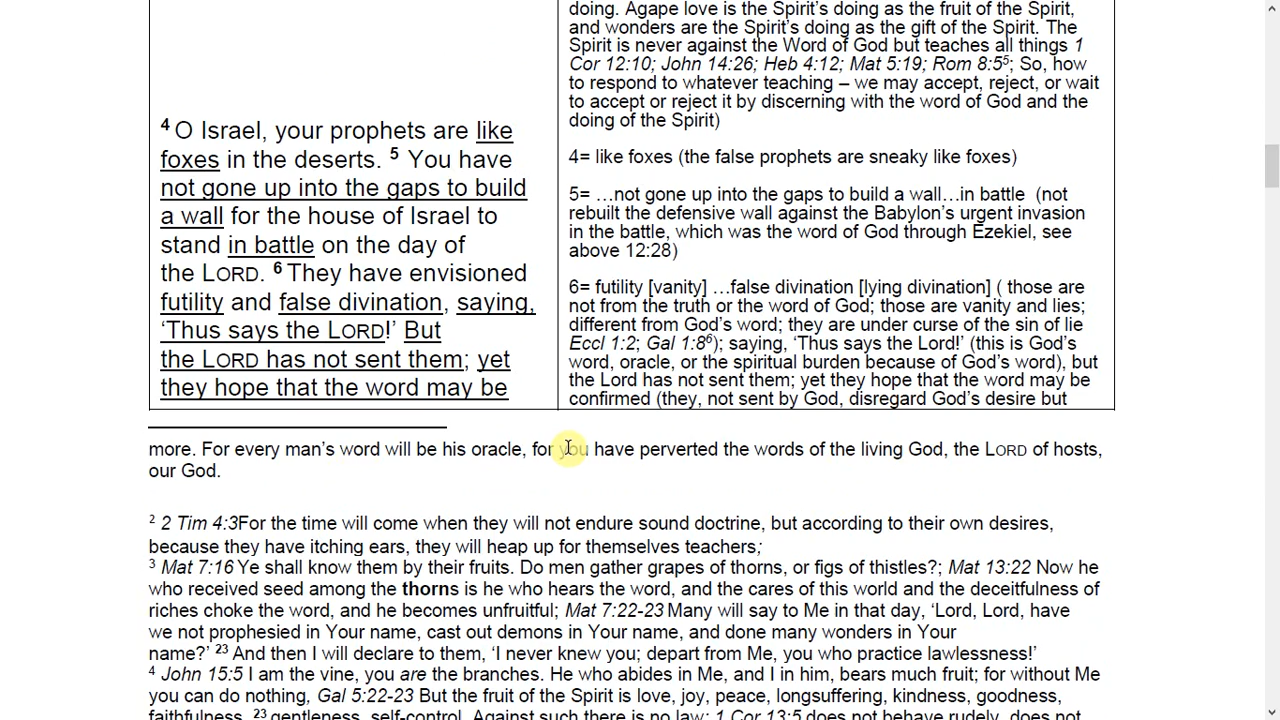 doing. Agape love is the Spirit's doing as the fruit of the Spirit,
and wonders are the Spirit's doing as the gift of the Spirit. The
Spirit is never against the Word of God but teaches all things 1
Cor 12:10; John 14:26; Heb 4:12; Mat 5:19; Rom 8:5⁵; So, how
to respond to whatever teaching – we may accept, reject, or wait
to accept or reject it by discerning with the word of God and the
doing of the Spirit)
⁴ O Israel, your prophets are like
foxes in the deserts. ⁵ You have
not gone up into the gaps to build
a wall for the house of Israel to
stand in battle on the day of
the LORD. ⁶ They have envisioned
futility and false divination, saying,
'Thus says the LORD!' But
the LORD has not sent them; yet
they hope that the word may be
4= like foxes (the false prophets are sneaky like foxes)
5= …not gone up into the gaps to build a wall…in battle (not
rebuilt the defensive wall against the Babylon's urgent invasion
in the battle, which was the word of God through Ezekiel, see
above 12:28)
6= futility [vanity] …false divination [lying divination] ( those are
not from the truth or the word of God; those are vanity and lies;
different from God's word; they are under curse of the sin of lie
Eccl 1:2; Gal 1:8⁶); saying, 'Thus says the Lord!' (this is God's
word, oracle, or the spiritual burden because of God's word), but
the Lord has not sent them; yet they hope that the word may be
confirmed (they, not sent by God, disregard God's desire but
more. For every man's word will be his oracle, for you have perverted the words of the living God, the LORD of hosts,
our God.
² 2 Tim 4:3For the time will come when they will not endure sound doctrine, but according to their own desires,
because they have itching ears, they will heap up for themselves teachers;
³ Mat 7:16 Ye shall know them by their fruits. Do men gather grapes of thorns, or figs of thistles?; Mat 13:22 Now he
who received seed among the thorns is he who hears the word, and the cares of this world and the deceitfulness of
riches choke the word, and he becomes unfruitful; Mat 7:22-23 Many will say to Me in that day, 'Lord, Lord, have
we not prophesied in Your name, cast out demons in Your name, and done many wonders in Your
name?' ²³ And then I will declare to them, 'I never knew you; depart from Me, you who practice lawlessness!'
⁴ John 15:5 I am the vine, you are the branches. He who abides in Me, and I in him, bears much fruit; for without Me
you can do nothing, Gal 5:22-23 But the fruit of the Spirit is love, joy, peace, longsuffering, kindness, goodness,
faithfulness, ²³ gentleness, self-control. Against such there is no law; 1 Cor 13:5 does not behave rudely, does not